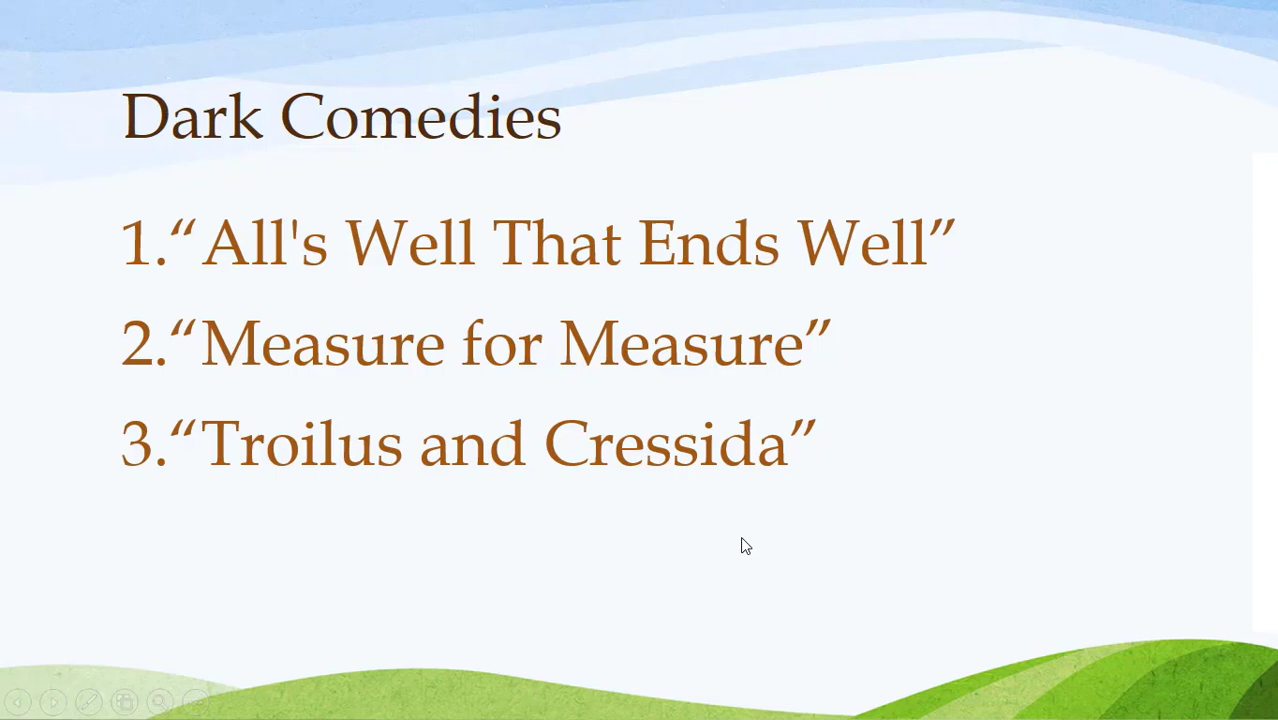 Dark Comedies
1.“All's Well That Ends Well”
2.“Measure for Measure”
3.“Troilus and Cressida”